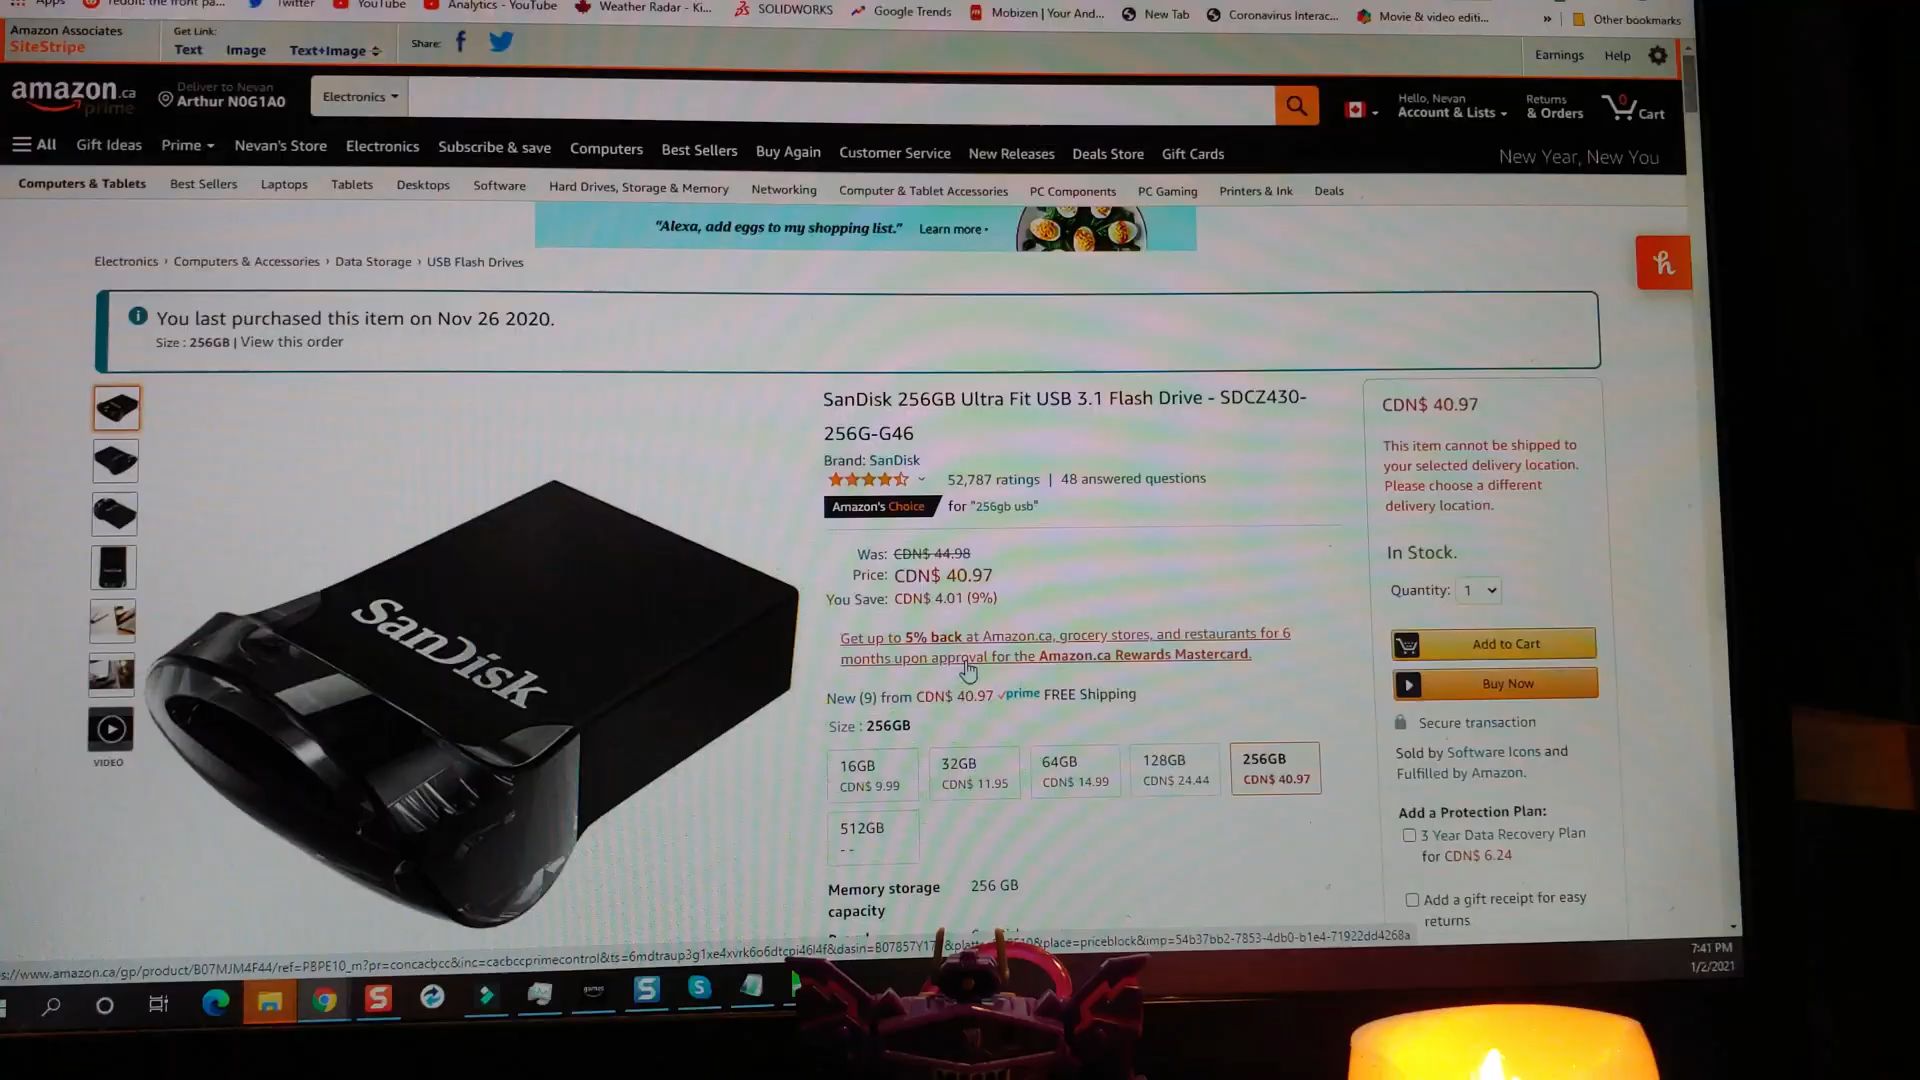 Apps
reddit: the front pa...
Twitter
YouTube
Analytics - YouTube
Weather Radar - Ki...
SOLIDWORKS
Google Trends
Mobizen | Your And...
New Tab
Coronavirus Interac...
Movie & video editi...
»
Other bookmarks
Amazon Associates
SiteStripe
Get Link:
Text Image Text+Image
Share:
Earnings Help
amazon.ca
prime
Deliver to Nevan
Arthur N0G1A0
Electronics
Hello, Nevan
Account & Lists
Returns
& Orders
0
Cart
All Gift Ideas Prime Nevan's Store Electronics Subscribe & save Computers Best Sellers Buy Again Customer Service New Releases Deals Store Gift Cards
New Year, New You
Computers & Tablets Best Sellers Laptops Tablets Desktops Software Hard Drives, Storage & Memory Networking Computer & Tablet Accessories PC Components PC Gaming Printers & Ink Deals
"Alexa, add eggs to my shopping list." Learn more ›
Electronics › Computers & Accessories › Data Storage › USB Flash Drives
h
You last purchased this item on Nov 26 2020.
Size : 256GB | View this order
VIDEO
SanDisk
SanDisk 256GB Ultra Fit USB 3.1 Flash Drive - SDCZ430-
256G-G46
Brand: SanDisk
52,787 ratings | 48 answered questions
Amazon's Choice for "256gb usb"
Was: CDN$ 44.98
Price: CDN$ 40.97
You Save: CDN$ 4.01 (9%)
Get up to 5% back at Amazon.ca, grocery stores, and restaurants for 6
months upon approval for the Amazon.ca Rewards Mastercard.
New (9) from CDN$ 40.97 prime FREE Shipping
Size : 256GB
16GB
CDN$ 9.99
32GB
CDN$ 11.95
64GB
CDN$ 14.99
128GB
CDN$ 24.44
256GB
CDN$ 40.97
512GB
- -
Memory storage
capacity
256 GB
CDN$ 40.97
This item cannot be shipped to
your selected delivery location.
Please choose a different
delivery location.
In Stock.
Quantity: 1
Add to Cart
Buy Now
Secure transaction
Sold by Software Icons and
Fulfilled by Amazon.
Add a Protection Plan:
3 Year Data Recovery Plan
for CDN$ 6.24
Add a gift receipt for easy
returns
games
S
S
S
7:41 PM
1/2/2021